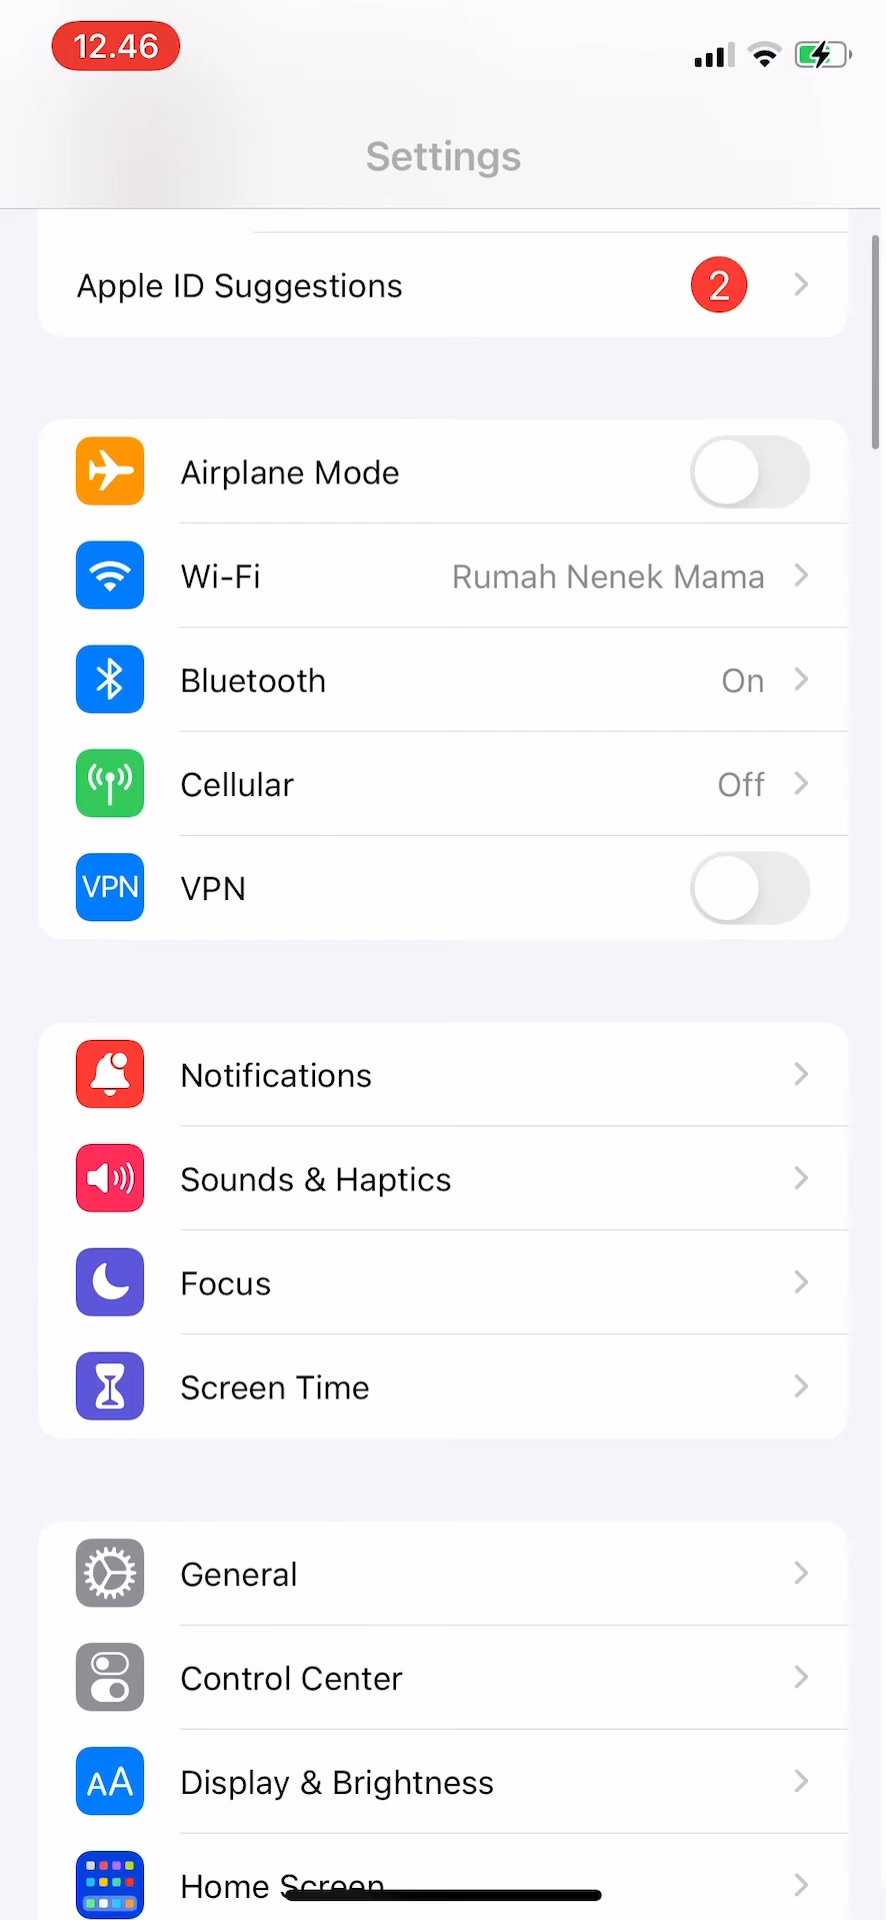 12.46
Settings
Apple ID Suggestions 2
Airplane Mode
Wi-Fi Rumah Nenek Mama
Bluetooth On
Cellular Off
VPN VPN
Notifications
Sounds & Haptics
Focus
Screen Time
General
Control Center
AA Display & Brightness
Home Screen